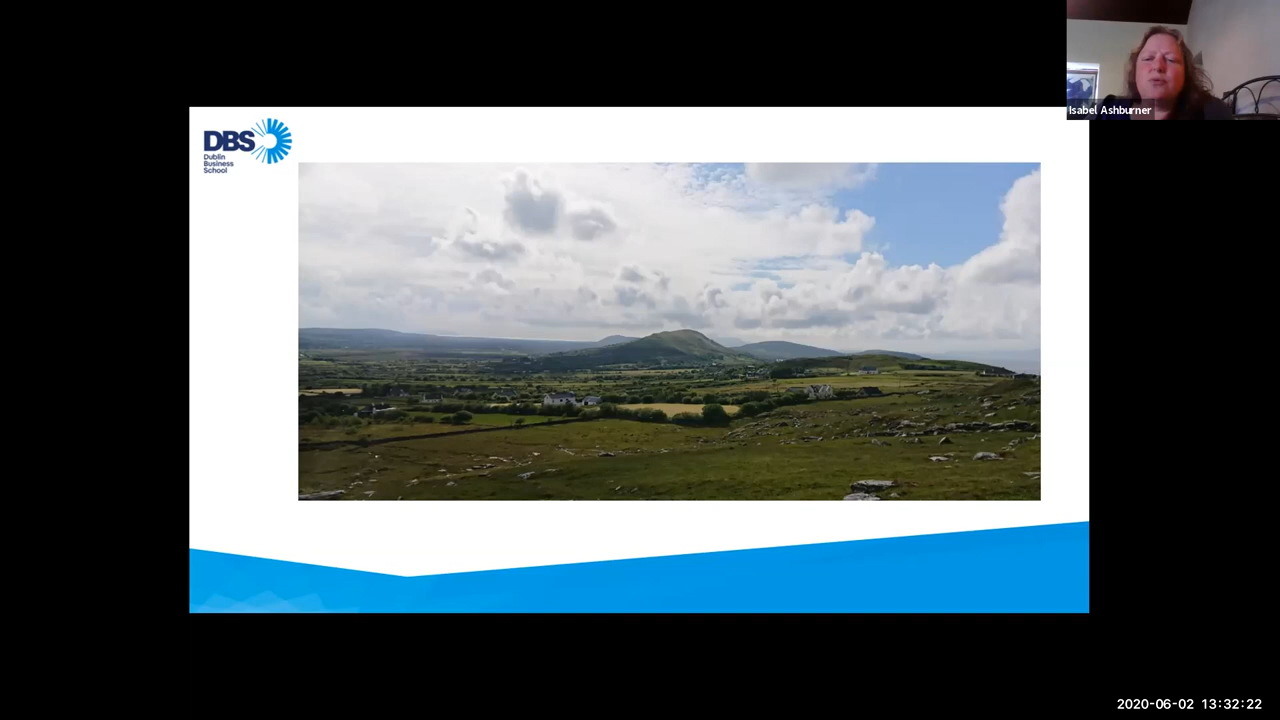 DBS
Dublin
Business
School
Isabel Ashburner
2020-06-02 13:32:22